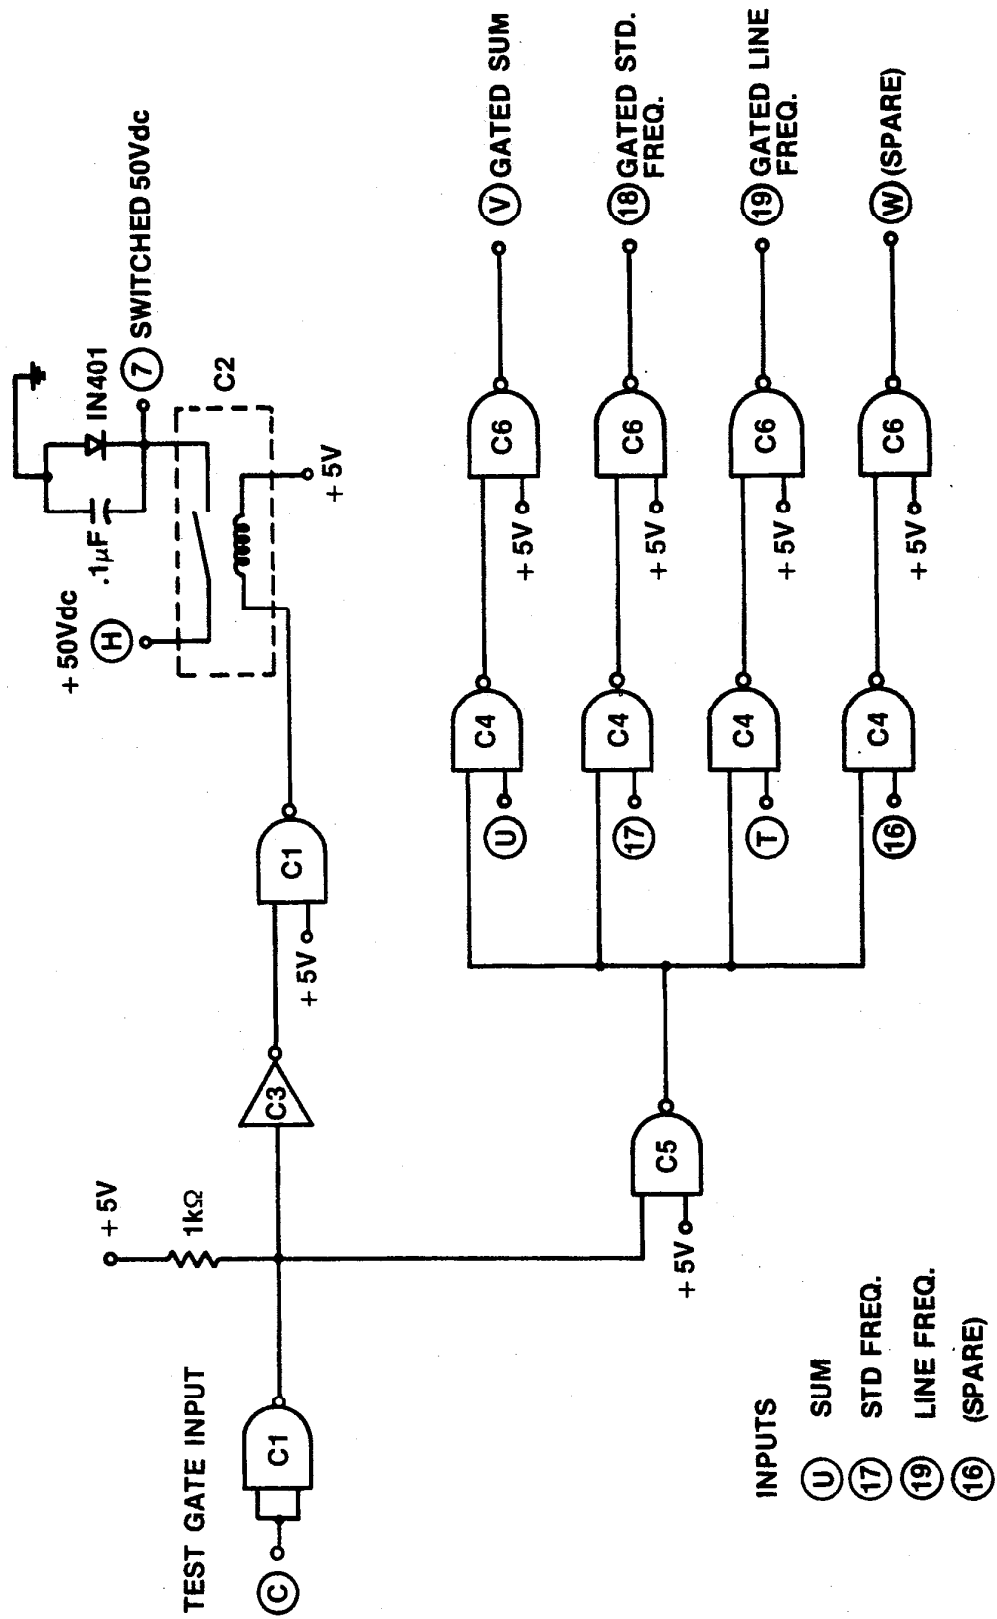 TEST GATE INPUT
C
C1
+5V
1kΩ
C3
+5V
C1
+50Vdc
H
.1μF
IN401
7 SWITCHED 50Vdc
C2
+5V
+5V
C5
U
C4
+5V
C6
V GATED SUM
17
C4
+5V
C6
18 GATED STD.
FREQ.
T
C4
+5V
C6
19 GATED LINE
FREQ.
16
C4
+5V
C6
W (SPARE)
INPUTS
U SUM
17 STD FREQ.
19 LINE FREQ.
16 (SPARE)